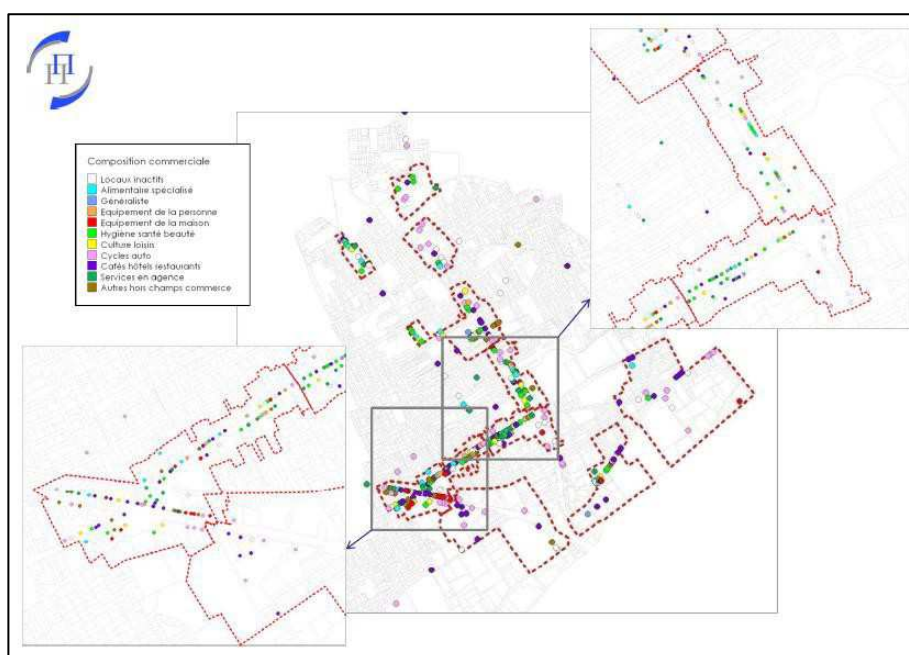 Composition commerciale
Locaux inactifs
Alimentaire spécialisé
Généraliste
Equipement de la personne
Equipement de la maison
Hygiène santé beauté
Culture loisirs
Cycles auto
Cafés hôtels restaurants
Services en agence
Autres hors champs commerce